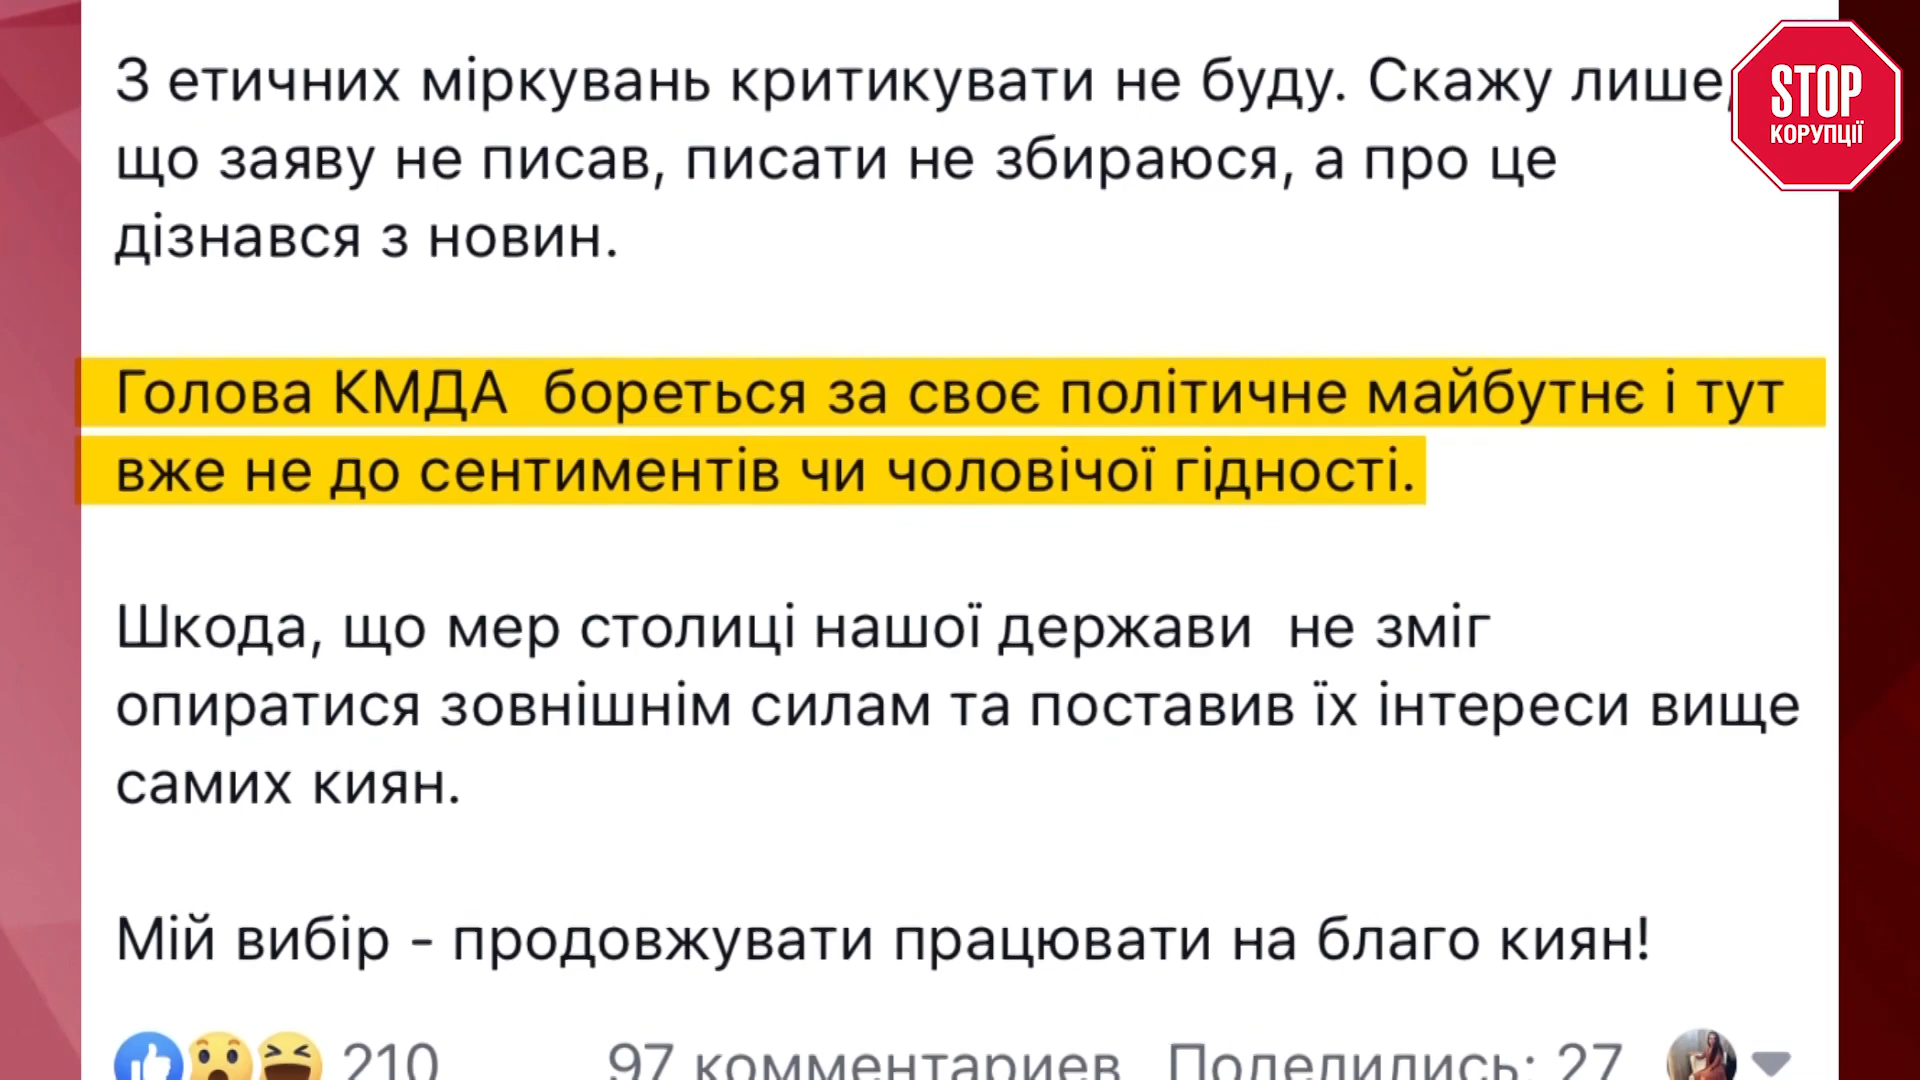 З етичних міркувань критикувати не буду. Скажу лише,
що заяву не писав, писати не збираюся, а про це
дізнався з новин.
Голова КМДА бореться за своє політичне майбутнє і тут
вже не до сентиментів чи чоловічої гідності.
Шкода, що мер столиці нашої держави не зміг
опиратися зовнішнім силам та поставив їх інтереси вище
самих киян.
Мій вибір - продовжувати працювати на благо киян!
210 97 комментариев Поделились: 27
STOP
КОРУПЦІЇ